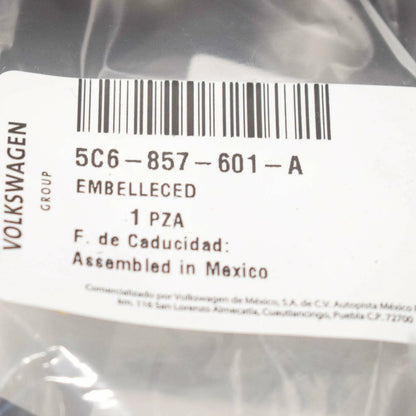 VOLKSWAGEN
GROUP
5C6-857-601-A
EMBELLECED
1 PZA
F. de Caducidad:
Assembled in Mexico
Comercializado por Volkswagen de México, S.A. de C.V. Autopista México
km. 116 San Lorenzo Almecatla, Cuautlancingo, Puebla C.P. 72700